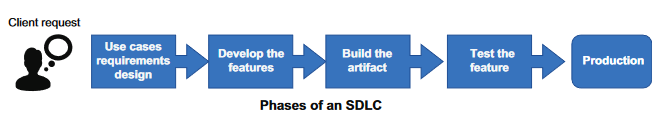 Client request
Use cases
requirements
design
Develop the
features
Build the
artifact
Test the
feature
Production
Phases of an SDLC